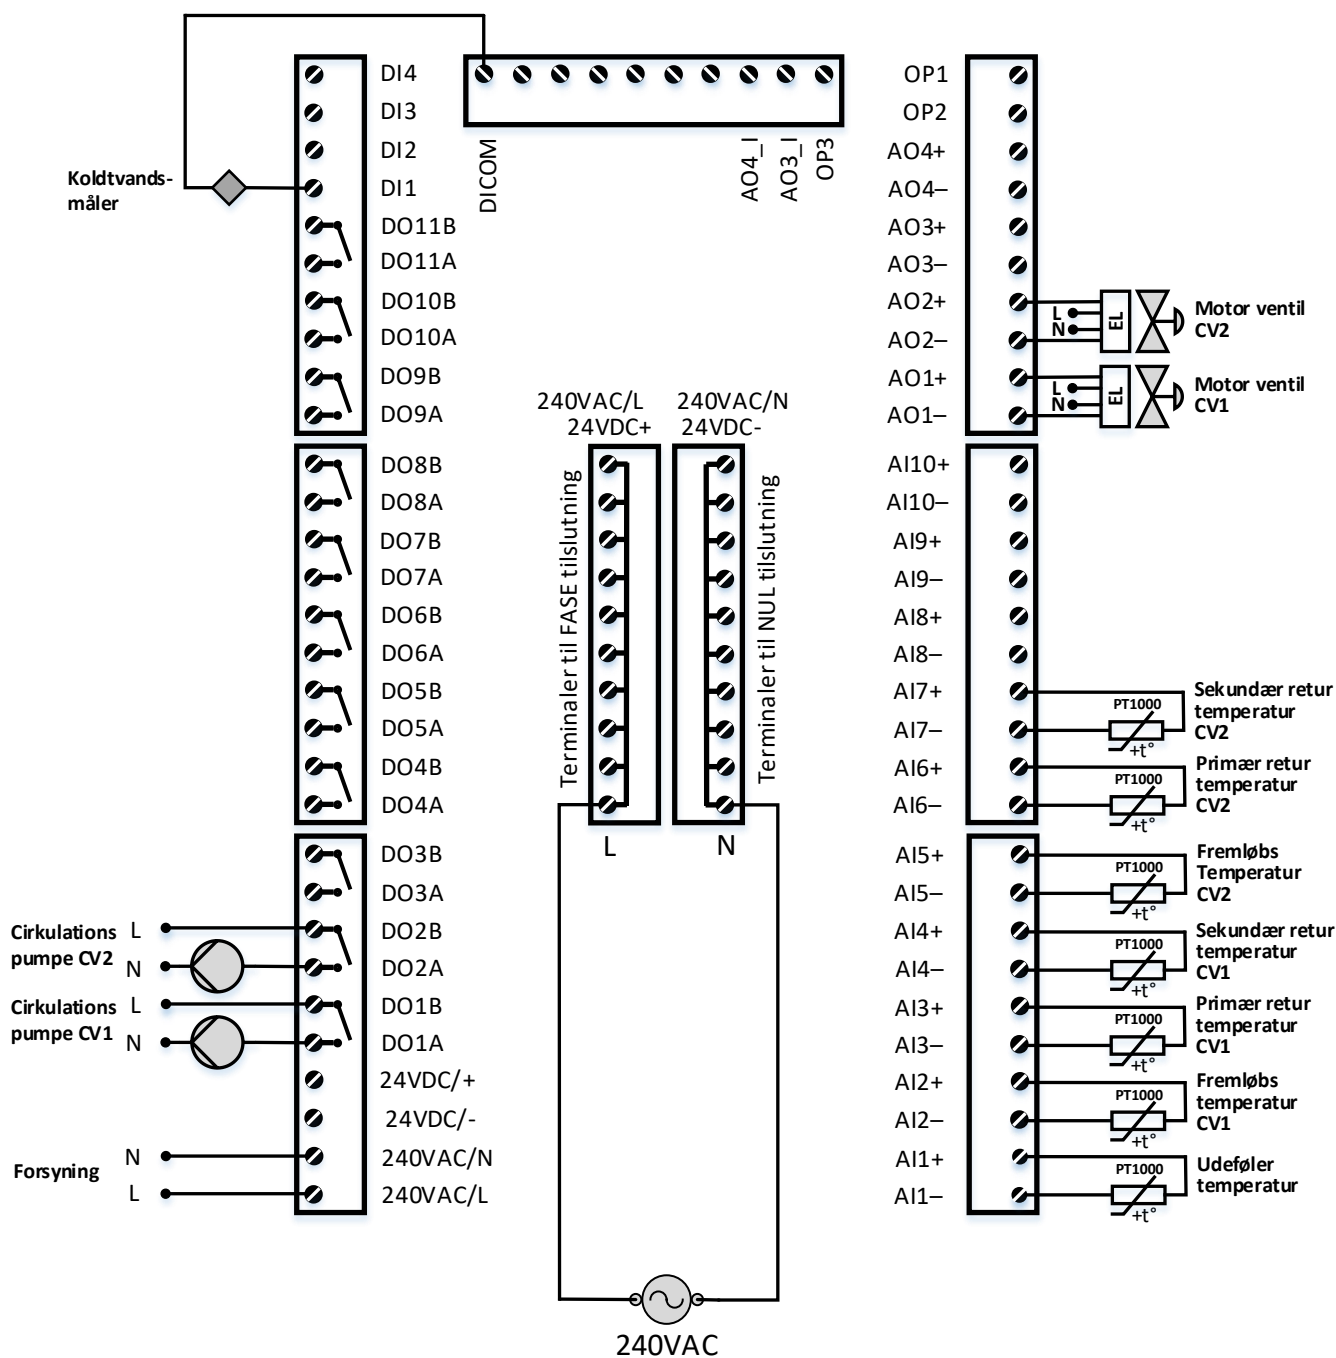 DI4
DI3
DI2
DI1
DO11B
DO11A
DO10B
DO10A
DO9B
DO9A
Koldtvands-
måler
DICOM
AO4_I
AO3_I
OP3
OP1
OP2
AO4+
AO4–
AO3+
AO3–
AO2+
AO2–
AO1+
AO1–
L
N
EL
Motor ventil
CV2
L
N
EL
Motor ventil
CV1
240VAC/L
24VDC+
240VAC/N
24VDC-
Terminaler til FASE tilslutning
Terminaler til NUL tilslutning
L
N
DO8B
DO8A
DO7B
DO7A
DO6B
DO6A
DO5B
DO5A
DO4B
DO4A
AI10+
AI10–
AI9+
AI9–
AI8+
AI8–
AI7+
AI7–
AI6+
AI6–
PT1000
+t°
Sekundær retur
temperatur
CV2
PT1000
+t°
Primær retur
temperatur
CV2
DO3B
DO3A
DO2B
DO2A
DO1B
DO1A
24VDC/+
24VDC/-
240VAC/N
240VAC/L
Cirkulations
pumpe CV2
L
N
Cirkulations
pumpe CV1
L
N
Forsyning
N
L
AI5+
AI5–
AI4+
AI4–
AI3+
AI3–
AI2+
AI2–
AI1+
AI1–
PT1000
+t°
Fremløbs
Temperatur
CV2
PT1000
+t°
Sekundær retur
temperatur
CV1
PT1000
+t°
Primær retur
temperatur
CV1
PT1000
+t°
Fremløbs
temperatur
CV1
PT1000
+t°
Udeføler
temperatur
240VAC